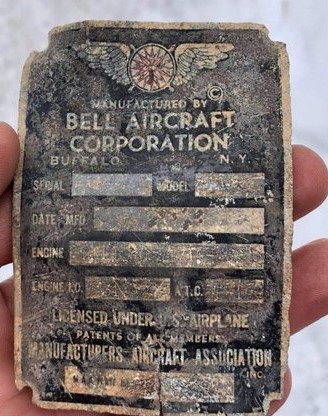 ©
MANUFACTURED BY
BELL AIRCRAFT
CORPORATION
BUFFALO N.Y.
SERIAL MODEL
DATE MFD
ENGINE
ENGINE I.D. A.T.C.
LICENSED UNDER AIRPLANE
PATENTS OF ALL MEMBERS
MANUFACTURERS AIRCRAFT ASSOCIATION
INC.